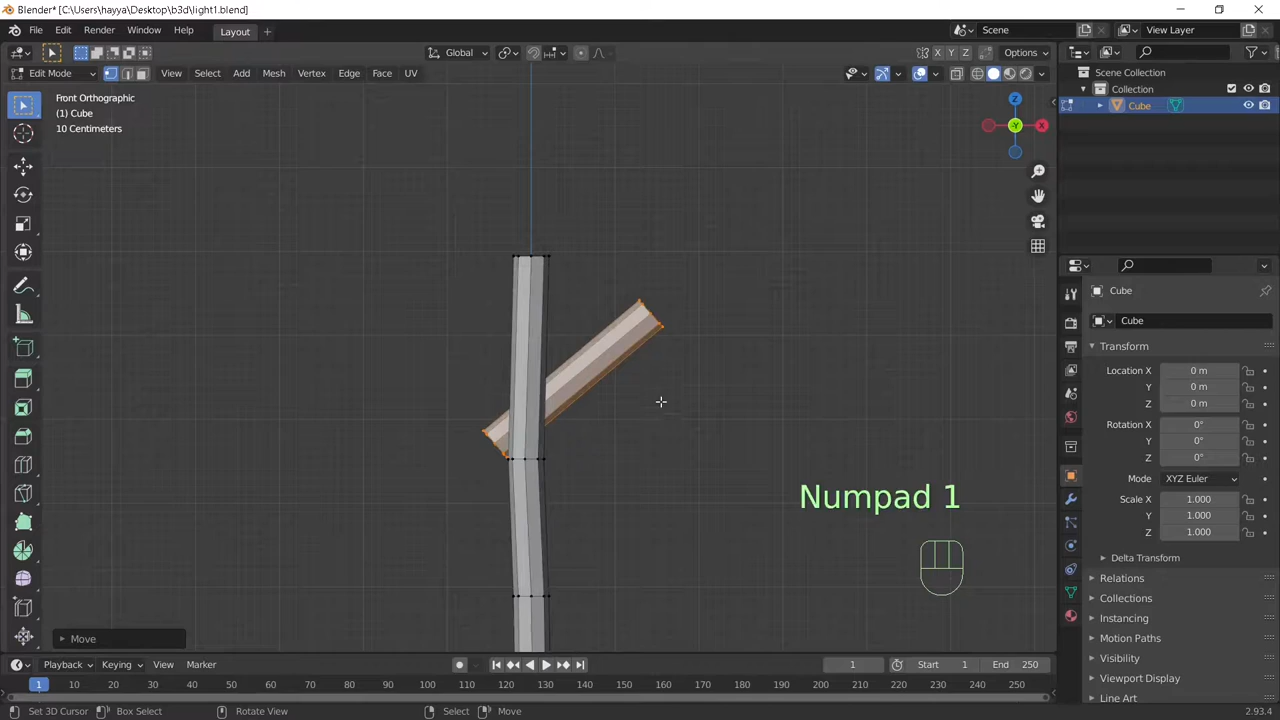 Blender* [C:\Users\hayya\Desktop\b3d\light1.blend]
File Edit Render Window Help Layout + Scene View Layer
Global X Y Z Options
Edit Mode View Select Add Mesh Vertex Edge Face UV
Front Orthographic
(1) Cube
10 Centimeters
Z
-Y
X
Scene Collection
Collection
Cube
Cube
Cube
Transform
Location X 0 m
Y 0 m
Z 0 m
Rotation X 0°
Y 0°
Z 0°
Mode XYZ Euler
Scale X 1.000
Y 1.000
Z 1.000
Delta Transform
Relations
Collections
Instancing
Motion Paths
Visibility
Viewport Display
Line Art
Numpad 1
Move
Playback Keying View Marker 1 Start 1 End 250
1 10 20 30 40 50 60 70 80 90 100 110 120 130 140 150 160 170 180 190 200 210 220 230 240 250
Set 3D Cursor Box Select Rotate View Select Move 2.93.4